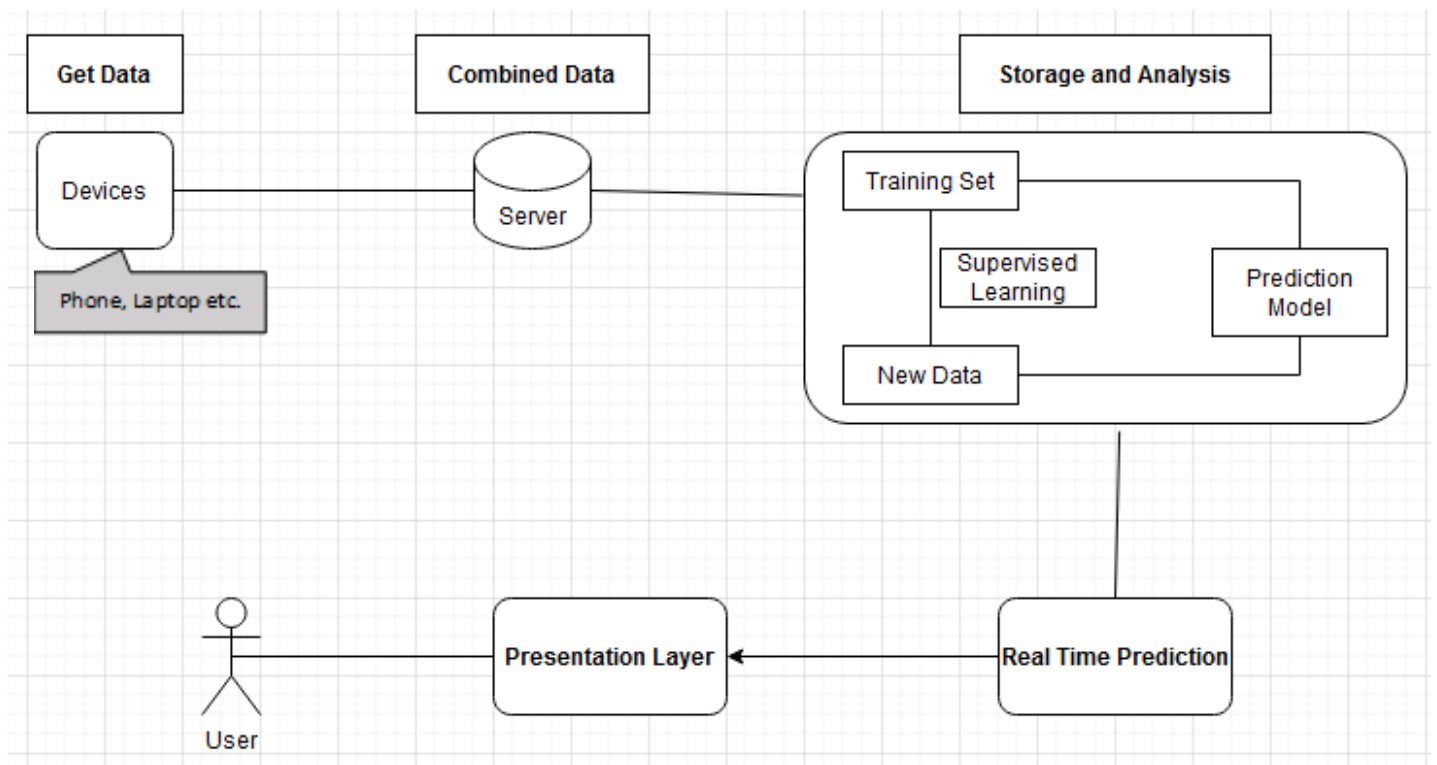 Get Data
Combined Data
Storage and Analysis
Devices
Server
Phone, Laptop etc.
Training Set
Supervised
Learning
Prediction
Model
New Data
User
Presentation Layer
Real Time Prediction